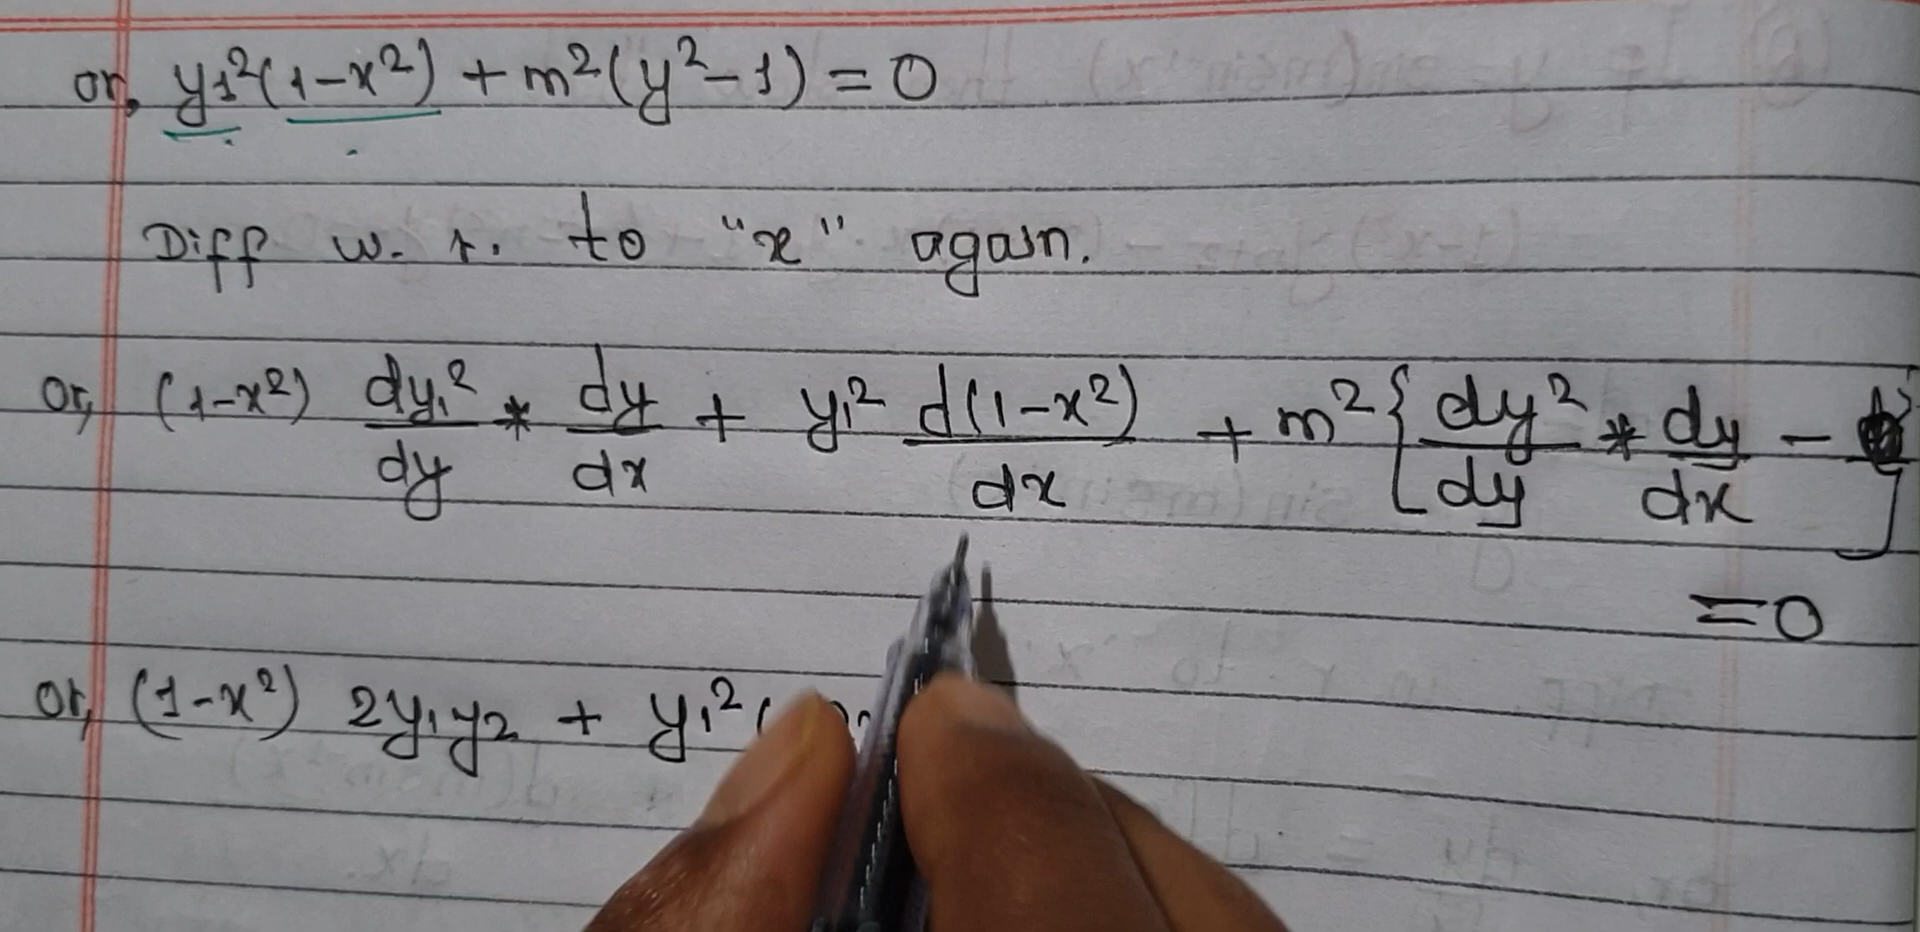 or, y₁²(1-x²) + m²(y²-1) = 0
Diff w.r. to "x" again.
Or, (1-x²) dy₁²/dy * dy/dx + y₁² d(1-x²)/dx + m² { dy²/dy * dy/dx - }
=0
Or, (1-x²) 2y₁y₂ + y₁² (